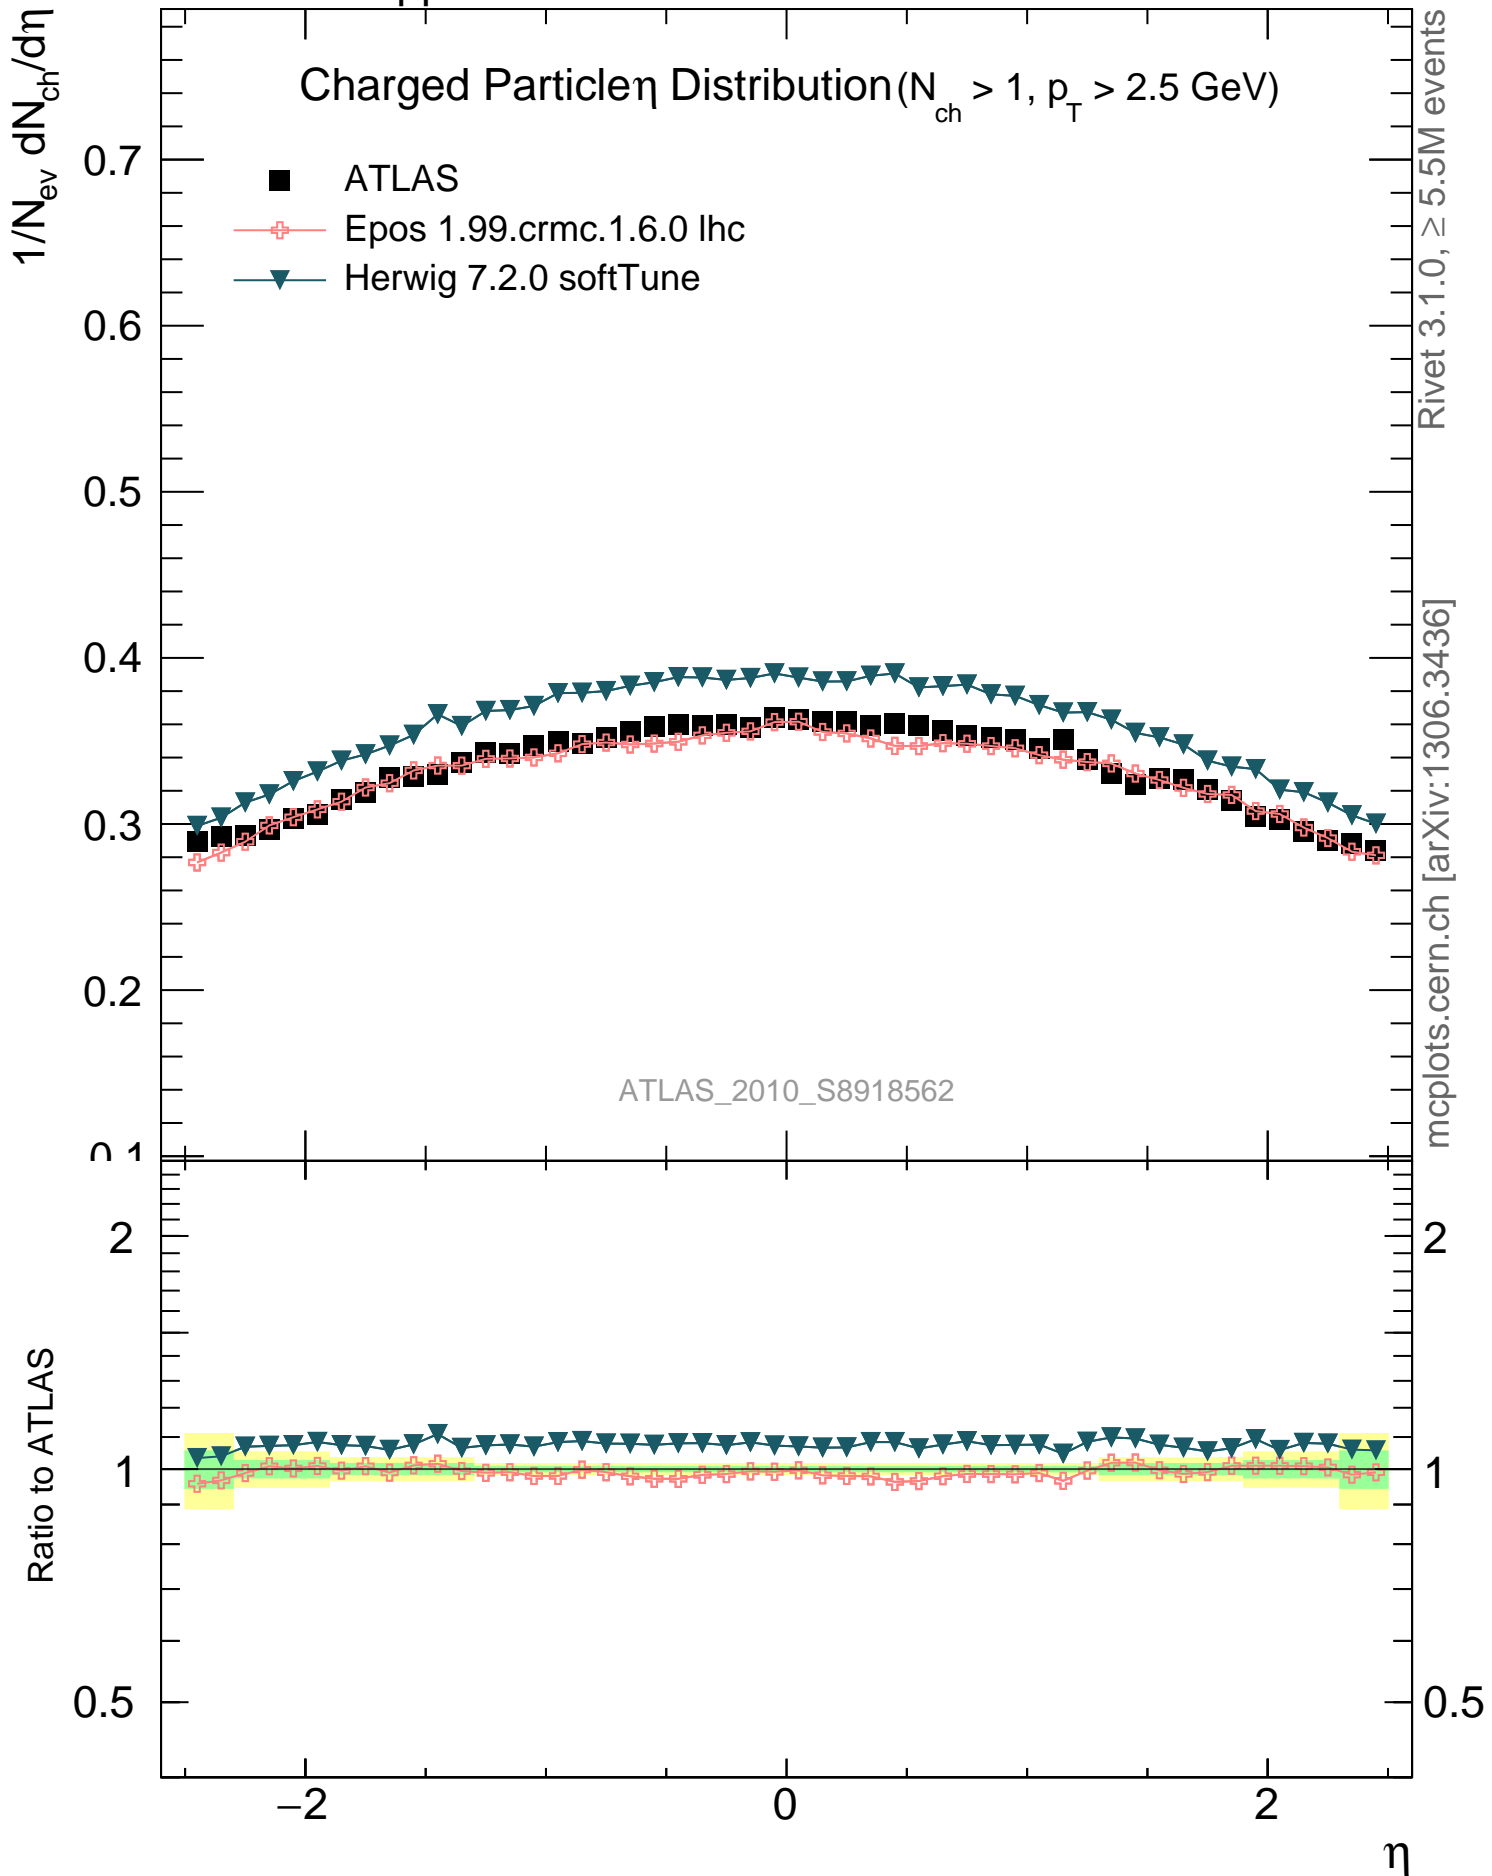 1/N_ev dN_ch/dη
Charged Particleη Distribution (N_ch > 1, p_T > 2.5 GeV)
ATLAS
Epos 1.99.crmc.1.6.0 lhc
Herwig 7.2.0 softTune
0.7
0.6
0.5
0.4
0.3
0.2
0.1
ATLAS_2010_S8918562
Rivet 3.1.0, ≥ 5.5M events
mcplots.cern.ch [arXiv:1306.3436]
Ratio to ATLAS
2
1
0.5
2
1
0.5
−2
0
2
η